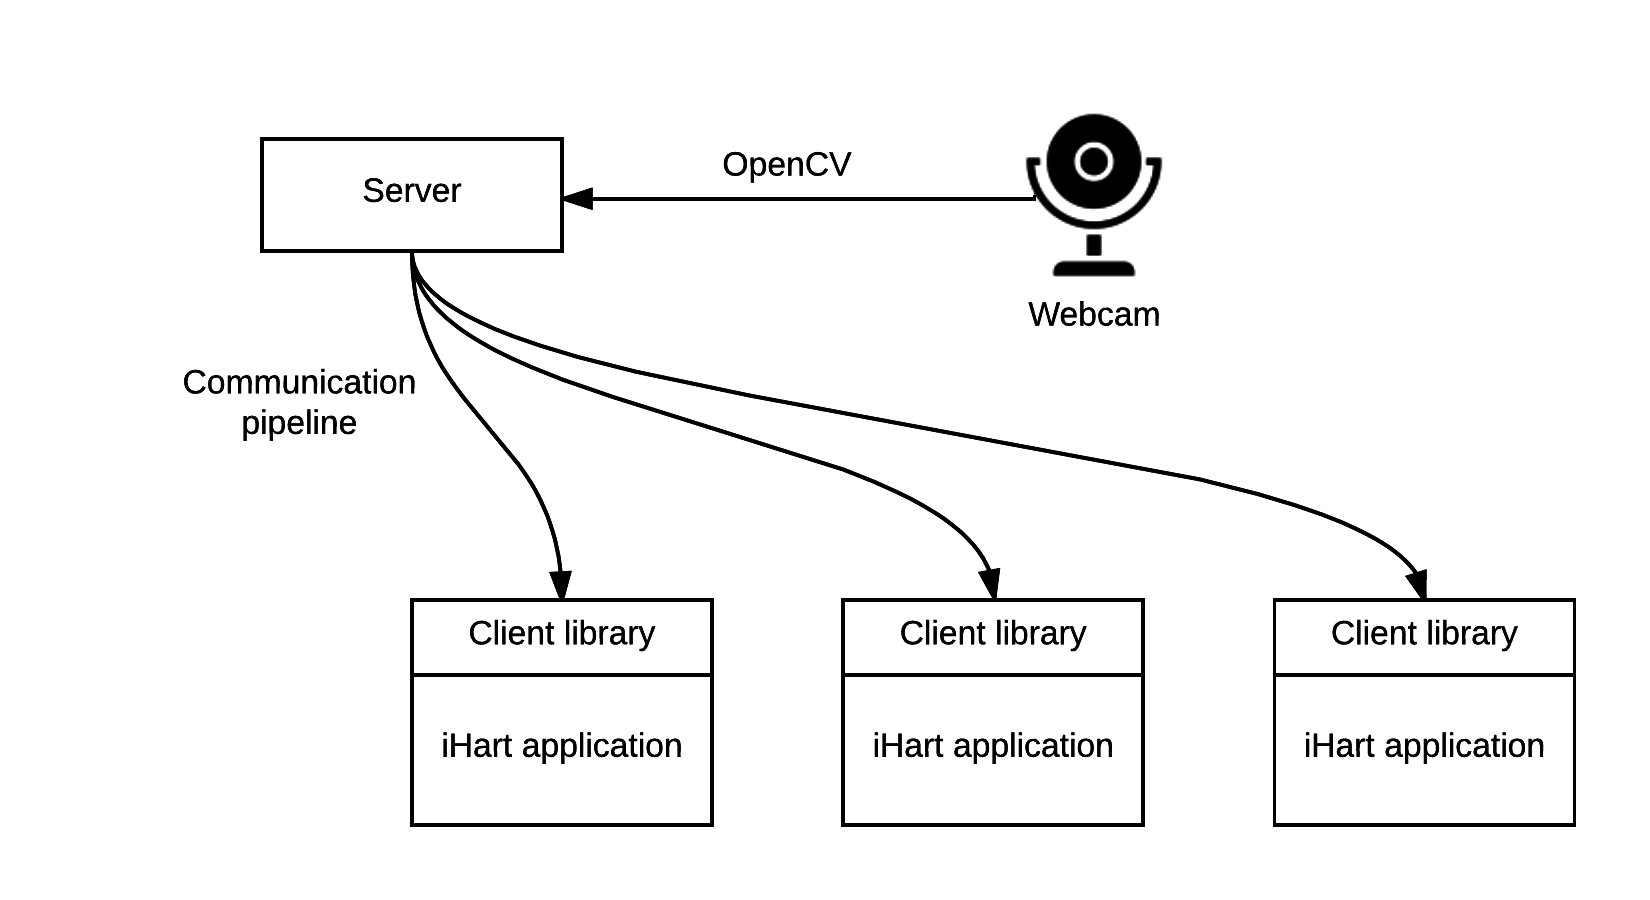 OpenCV
Server
Webcam
Communication
pipeline
Client library
Client library
Client library
iHart application
iHart application
iHart application